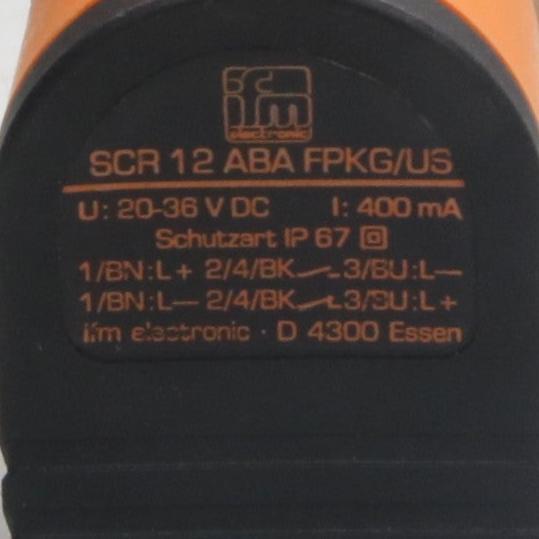 ifm
electronic
SCR 12 ABA FPKG/US
U: 20-36 V DC I: 400 mA
Schutzart IP 67
1/BN:L+ 2/4/BK 3/BU:L—
1/BN:L— 2/4/BK 3/BU:L+
ifm electronic · D 4300 Essen